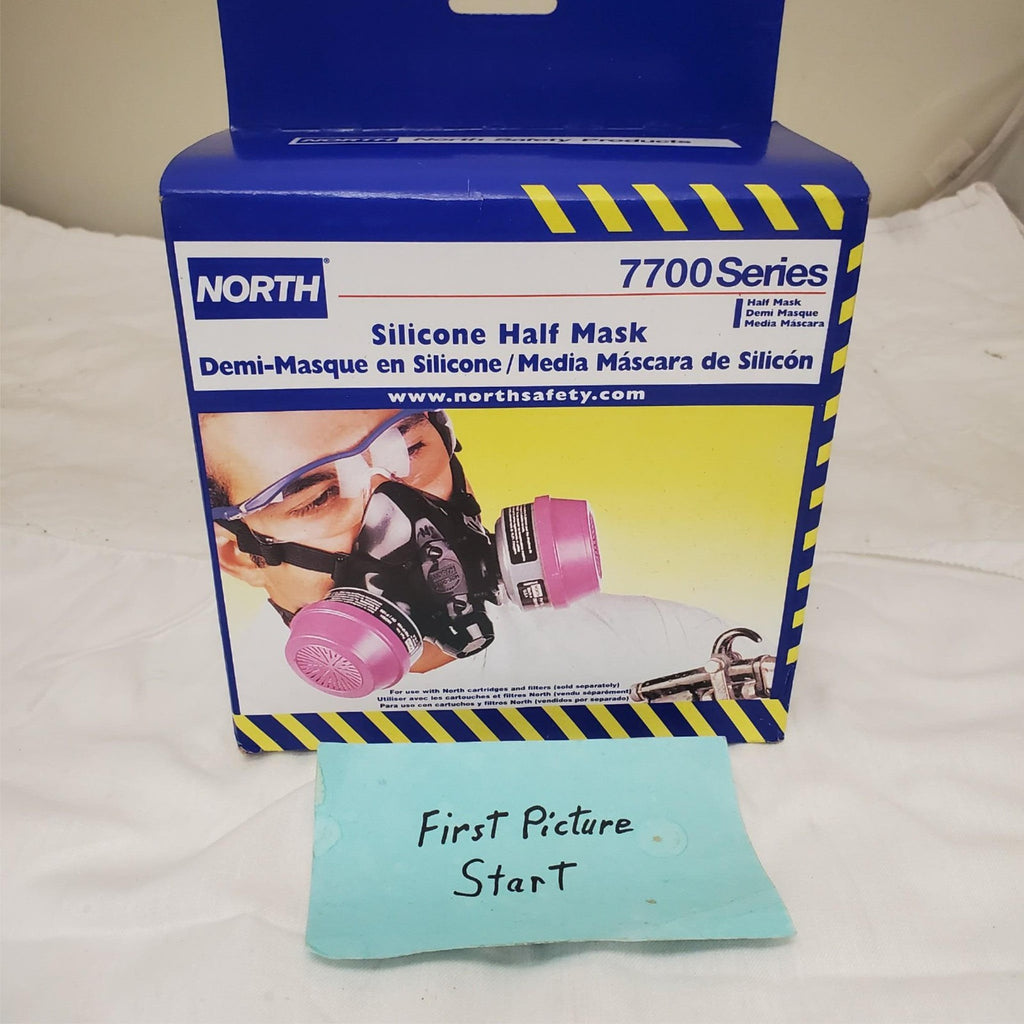 NORTH North Safety Products
NORTH®
7700 Series
Half Mask
Demi Masque
Media Máscara
Silicone Half Mask
Demi-Masque en Silicone / Media Máscara de Silicón
www.northsafety.com
For use with North cartridges and filters (sold separately)
Utiliser avec les cartouches et filtres North (vendu séparément)
Para uso con cartuchos y filtros North (vendidos por separado)
First Picture
Start